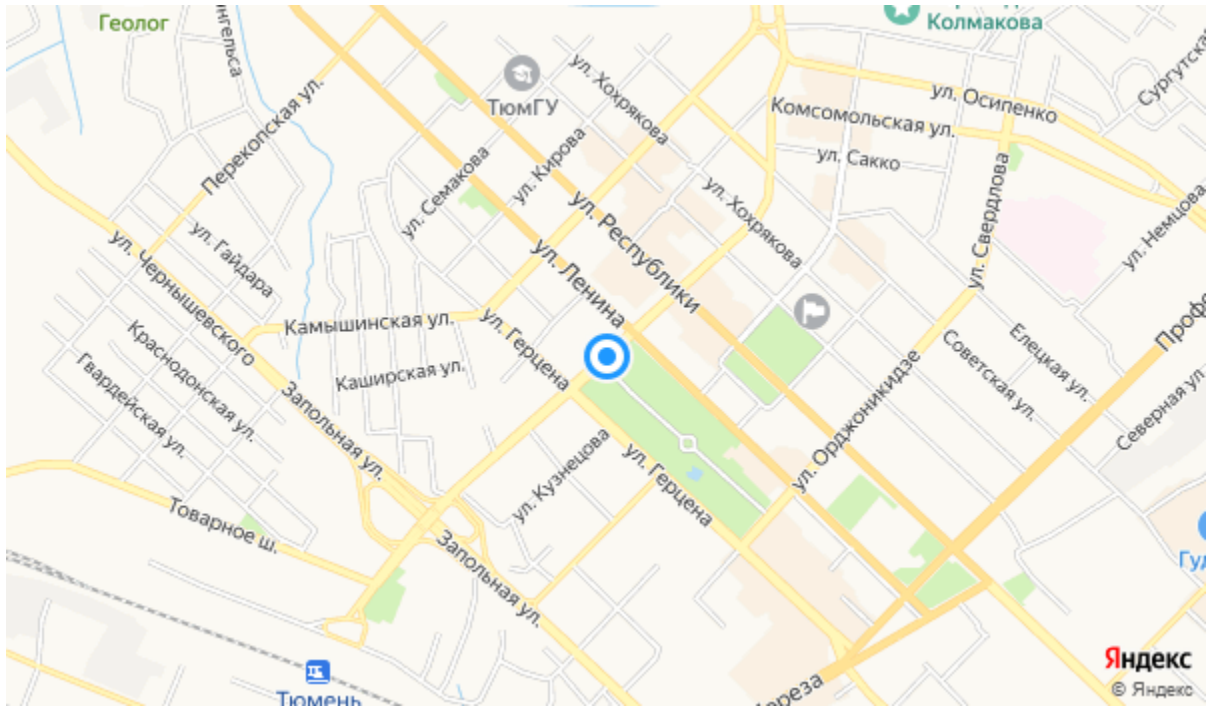 Геолог
Колмакова
ТюмГУ
ул. Хохрякова
ул. Осипенко
Комсомольская ул.
ул. Сакко
Перекопская ул.
ул. Семакова
ул. Кирова
ул. Хохрякова
ул. Свердлова
ул. Немцова
ул. Гайдара
ул. Республики
ул. Ленина
ул. Чернышевского
Камышинская ул.
ул. Герцена
Каширская ул.
Краснодонская ул.
Гвардейская ул.
Запольная ул.
ул. Кузнецова
ул. Герцена
ул. Орджоникидзе
Советская ул.
Елецкая ул.
Северная ул.
Товарное ш.
Запольная ул.
Тюмень
Яндекс
© Яндекс